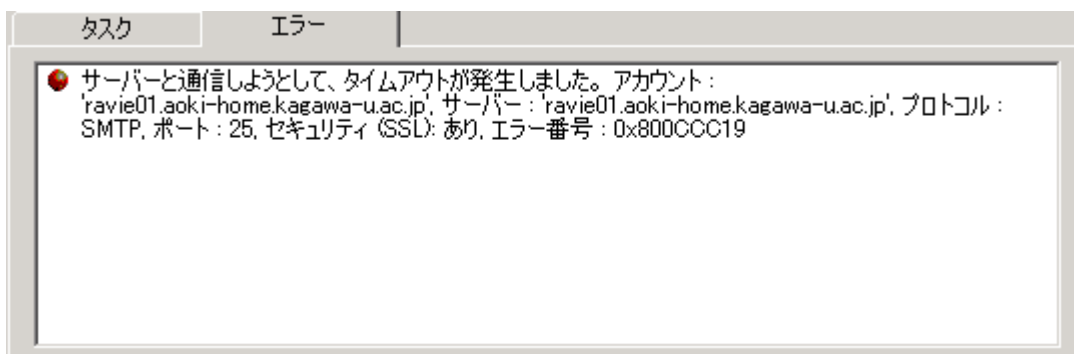 タスク
エラー
サーバーと通信しようとして、タイムアウトが発生しました。 アカウント :
'ravie01.aoki-home.kagawa-u.ac.jp', サーバー : 'ravie01.aoki-home.kagawa-u.ac.jp', プロトコル :
SMTP, ポート : 25, セキュリティ (SSL): あり, エラー番号 : 0x800CCC19